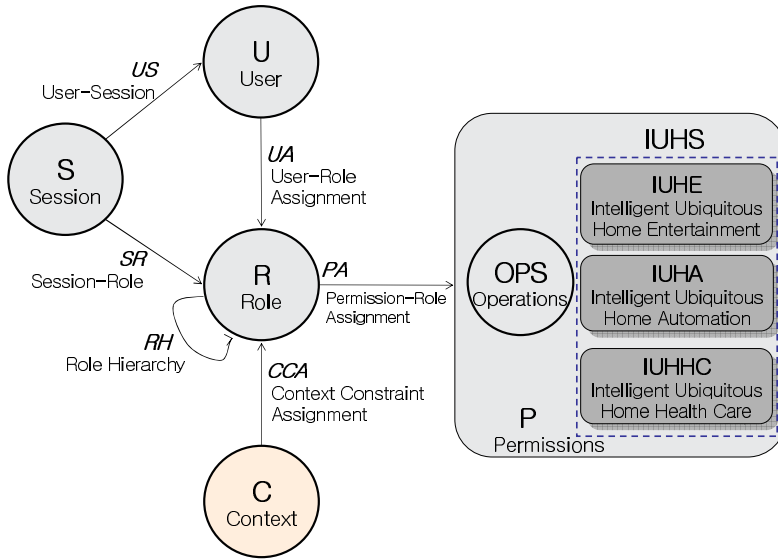 U
User
US
User-Session
S
Session
UA
User-Role
Assignment
SR
Session-Role
R
Role
RH
Role Hierarchy
PA
Permission-Role
Assignment
CCA
Context Constraint
Assignment
C
Context
IUHS
OPS
Operations
IUHE
Intelligent Ubiquitous
Home Entertainment
IUHA
Intelligent Ubiquitous
Home Automation
IUHHC
Intelligent Ubiquitous
Home Health Care
P
Permissions